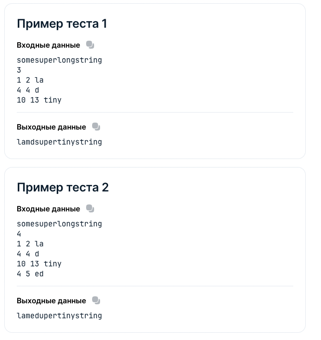 Пример теста 1
Входные данные
somesuperlongstring
3
1 2 la
4 4 d
10 13 tiny
Выходные данные
lamdsupertinystring
Пример теста 2
Входные данные
somesuperlongstring
4
1 2 la
4 4 d
10 13 tiny
4 5 ed
Выходные данные
lamedupertinystring